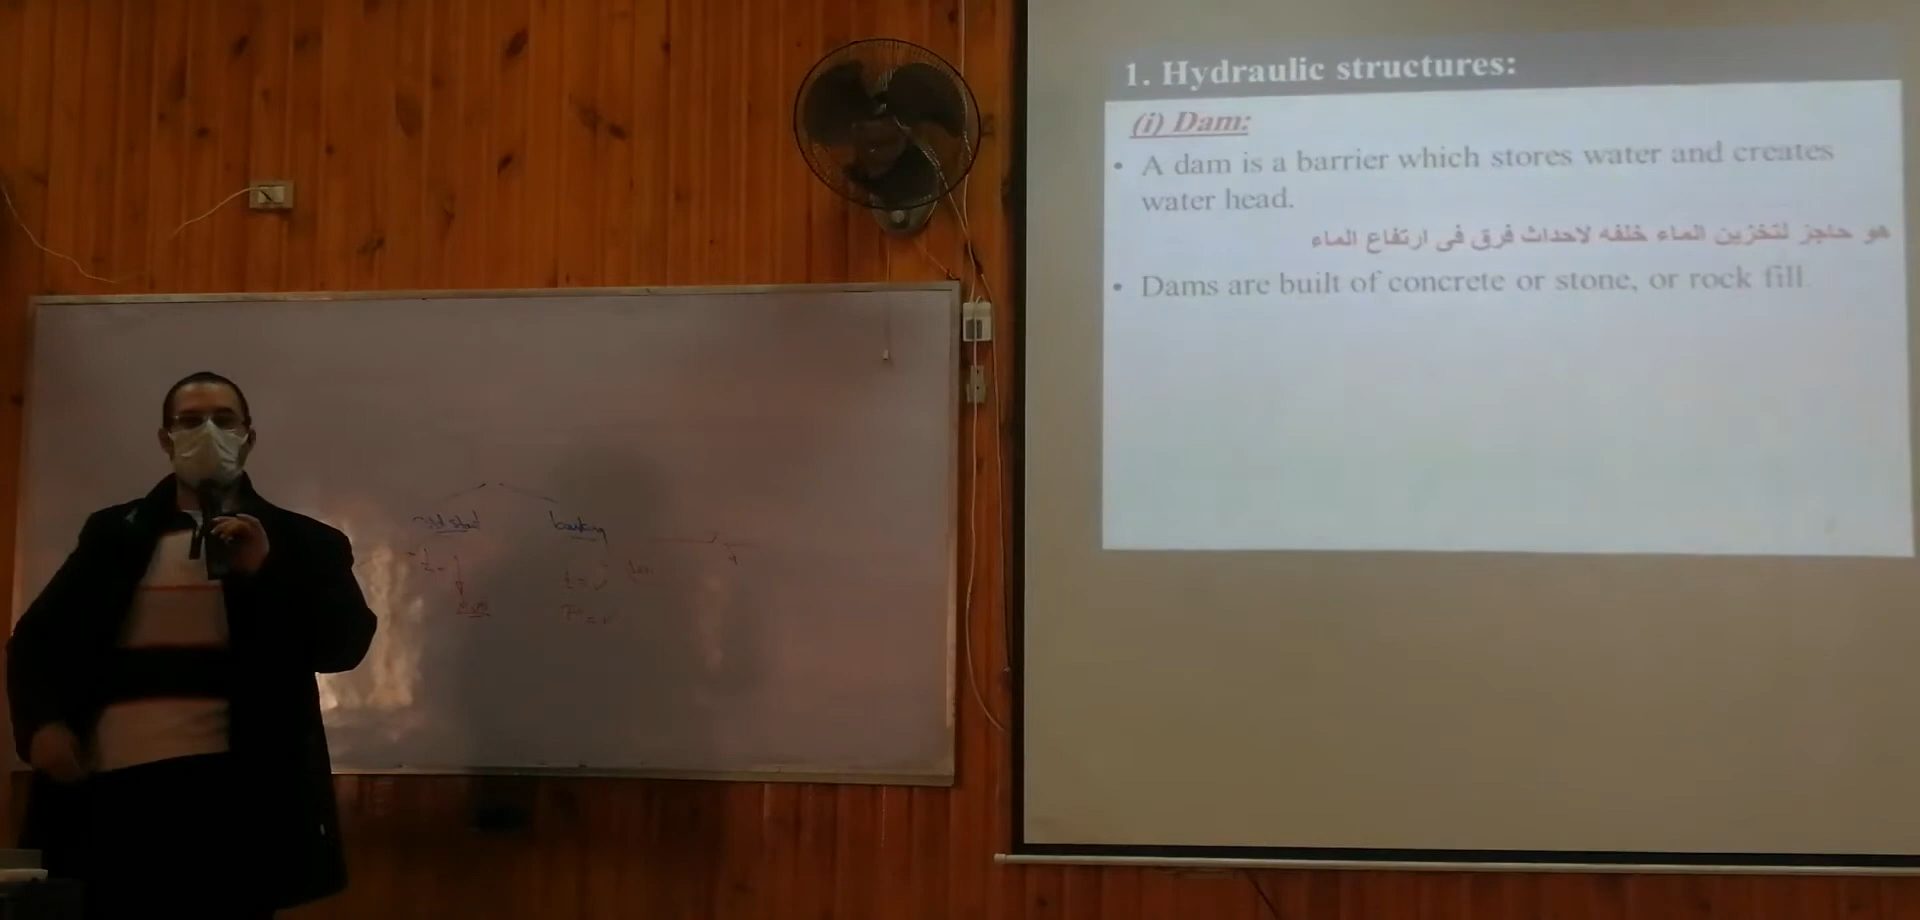 1. Hydraulic structures:
(i) Dam:
• A dam is a barrier which stores water and creates
water head.
هو حاجز لتخزين الماء خلفه لاحداث فرق فى ارتفاع الماء
• Dams are built of concrete or stone, or rock fill